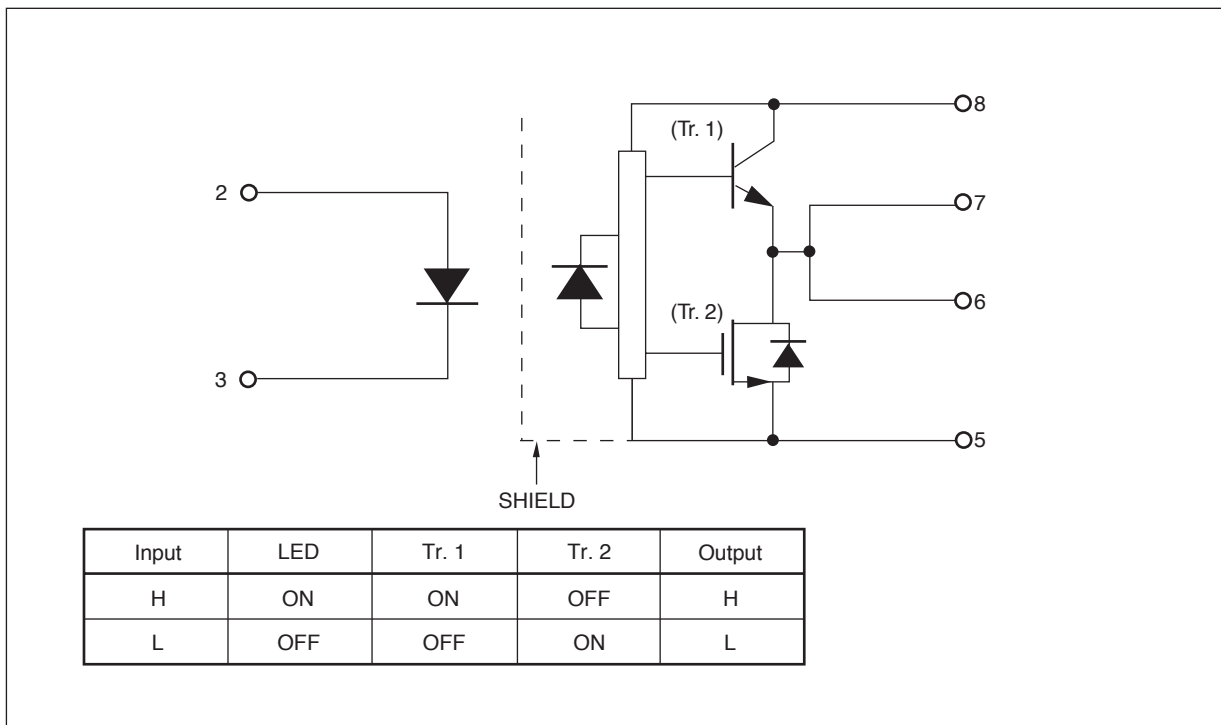 8
(Tr. 1)
2
7
6
(Tr. 2)
3
5
SHIELD
Input LED Tr. 1 Tr. 2 Output
H ON ON OFF H
L OFF OFF ON L